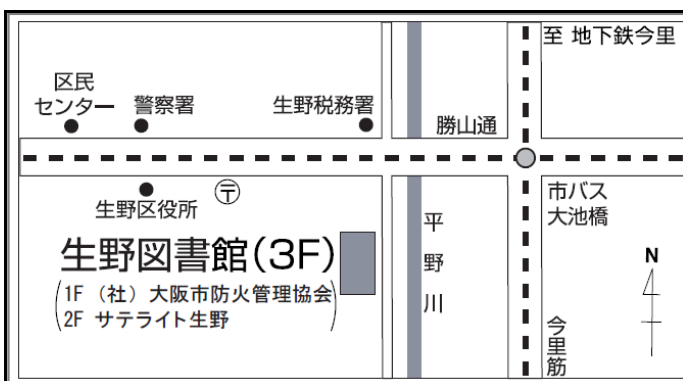 至 地下鉄今里
区民
センター
警察署
生野税務署
勝山通
生野区役所
〒
市バス
大池橋
平野川
生野図書館(3F)
(1F (社) 大阪市防火管理協会
2F サテライト生野)
N
今里筋